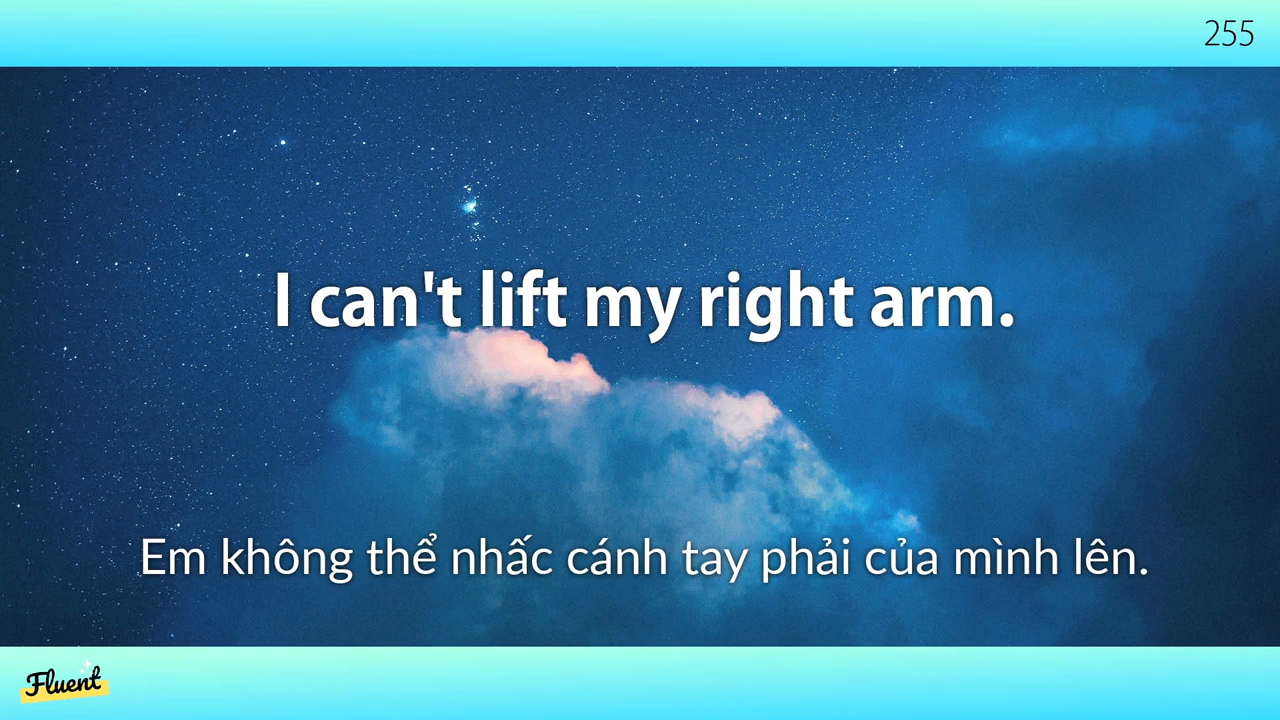 255
I can't lift my right arm.
Em không thể nhấc cánh tay phải của mình lên.
Fluent